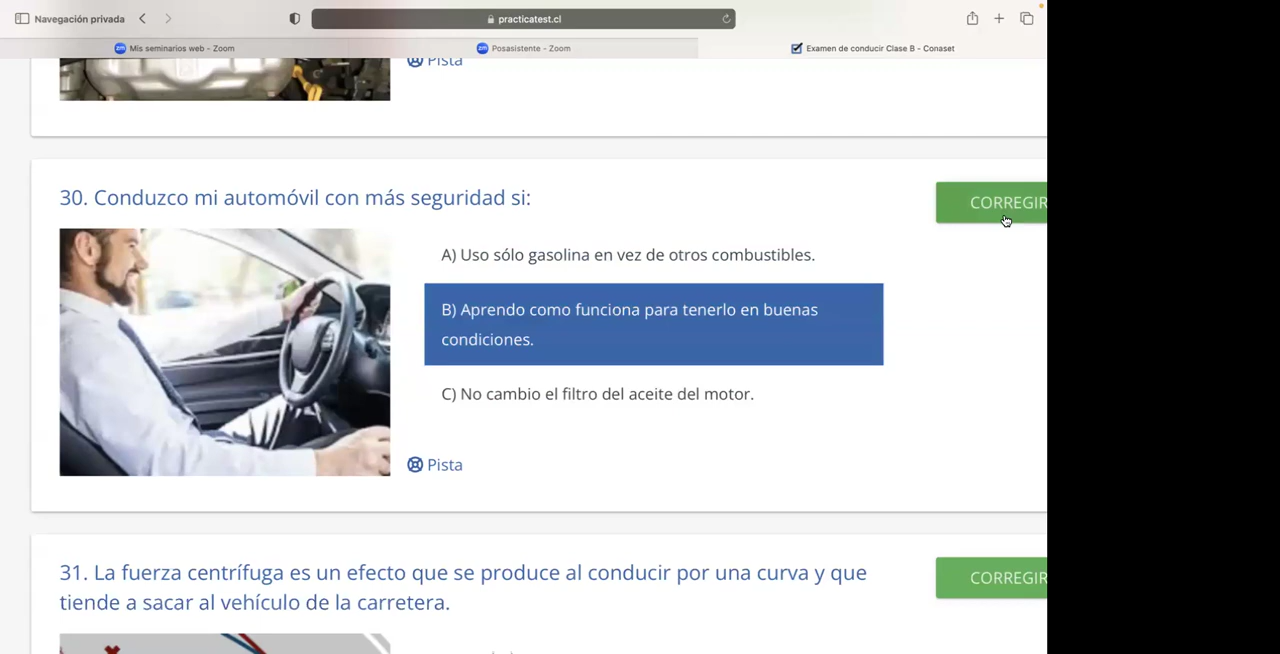 Navegación privada
practicatest.cl
Mis seminarios web - Zoom
Posasistente - Zoom
Examen de conducir Clase B - Conaset
Pista
30. Conduzco mi automóvil con más seguridad si:
CORREGIR
A) Uso sólo gasolina en vez de otros combustibles.
B) Aprendo como funciona para tenerlo en buenas
condiciones.
C) No cambio el filtro del aceite del motor.
Pista
31. La fuerza centrífuga es un efecto que se produce al conducir por una curva y que
tiende a sacar al vehículo de la carretera.
CORREGIR